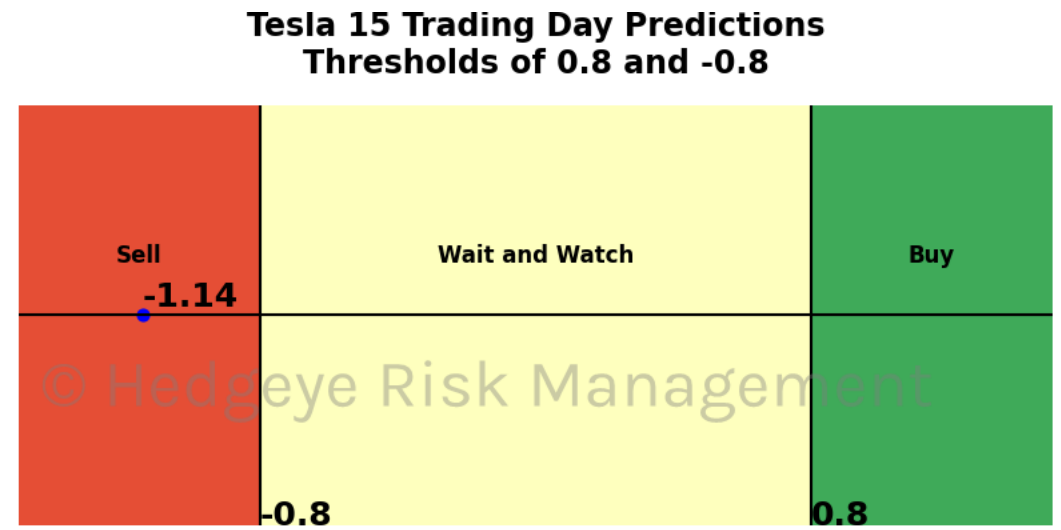 Tesla 15 Trading Day Predictions
Thresholds of 0.8 and -0.8
Sell
Wait and Watch
Buy
-1.14
© Hedgeye Risk Management
-0.8
0.8